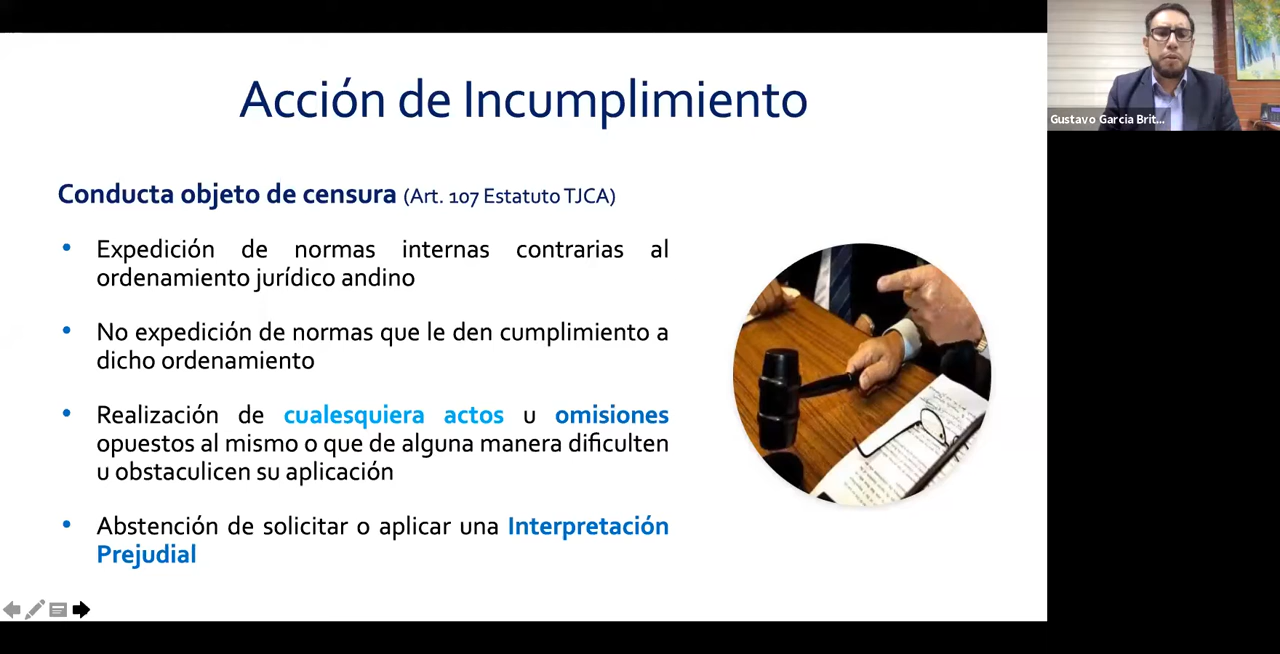 Acción de Incumplimiento
Conducta objeto de censura (Art. 107 Estatuto TJCA)
• Expedición de normas internas contrarias al
ordenamiento jurídico andino
• No expedición de normas que le den cumplimiento a
dicho ordenamiento
• Realización de cualesquiera actos u omisiones
opuestos al mismo o que de alguna manera dificulten
u obstaculicen su aplicación
• Abstención de solicitar o aplicar una Interpretación
Prejudial
Gustavo Garcia Brit...